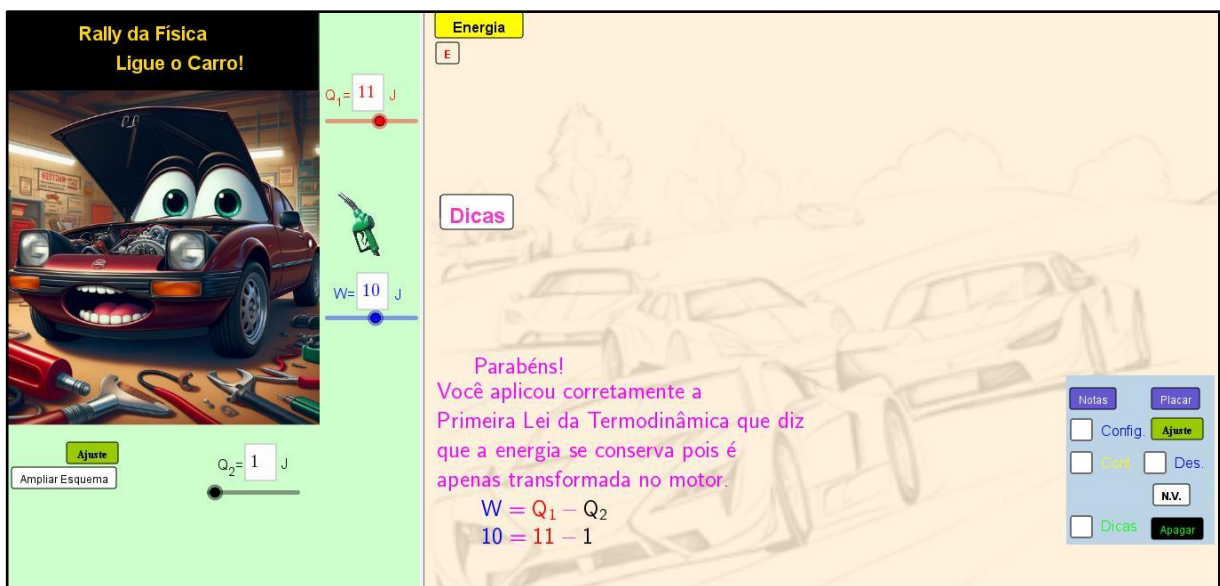 Rally da Física
Ligue o Carro!
Q1= 11 J
W= 10 J
Ajuste
Ampliar Esquema
Q2= 1 J
Energia
E
Dicas
Parabéns!
Você aplicou corretamente a
Primeira Lei da Termodinâmica que diz
que a energia se conserva pois é
apenas transformada no motor.
W = Q1 − Q2
10 = 11 − 1
Notas Placar
Config. Ajuste
Cont. Des.
N.V.
Dicas Apagar